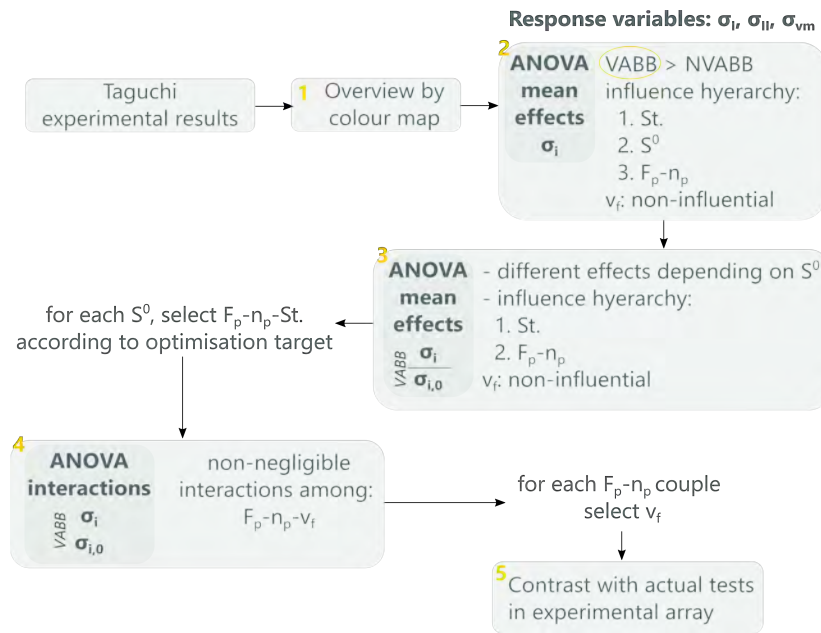 Response variables: σI, σII, σvm
Taguchi
experimental results
1 Overview by
colour map
2
ANOVA
mean
effects
σi
VABB > NVABB
influence hyerarchy:
1. St.
2. S⁰
3. Fp-np
vf: non-influential
3
ANOVA
mean
effects
VABB σi
σi,0
- different effects depending on S⁰
- influence hyerarchy:
1. St.
2. Fp-np
vf: non-influential
for each S⁰, select Fp-np-St.
according to optimisation target
4
ANOVA
interactions
VABB σi
σi,0
non-negligible
interactions among:
Fp-np-vf
for each Fp-np couple
select vf
5 Contrast with actual tests
in experimental array